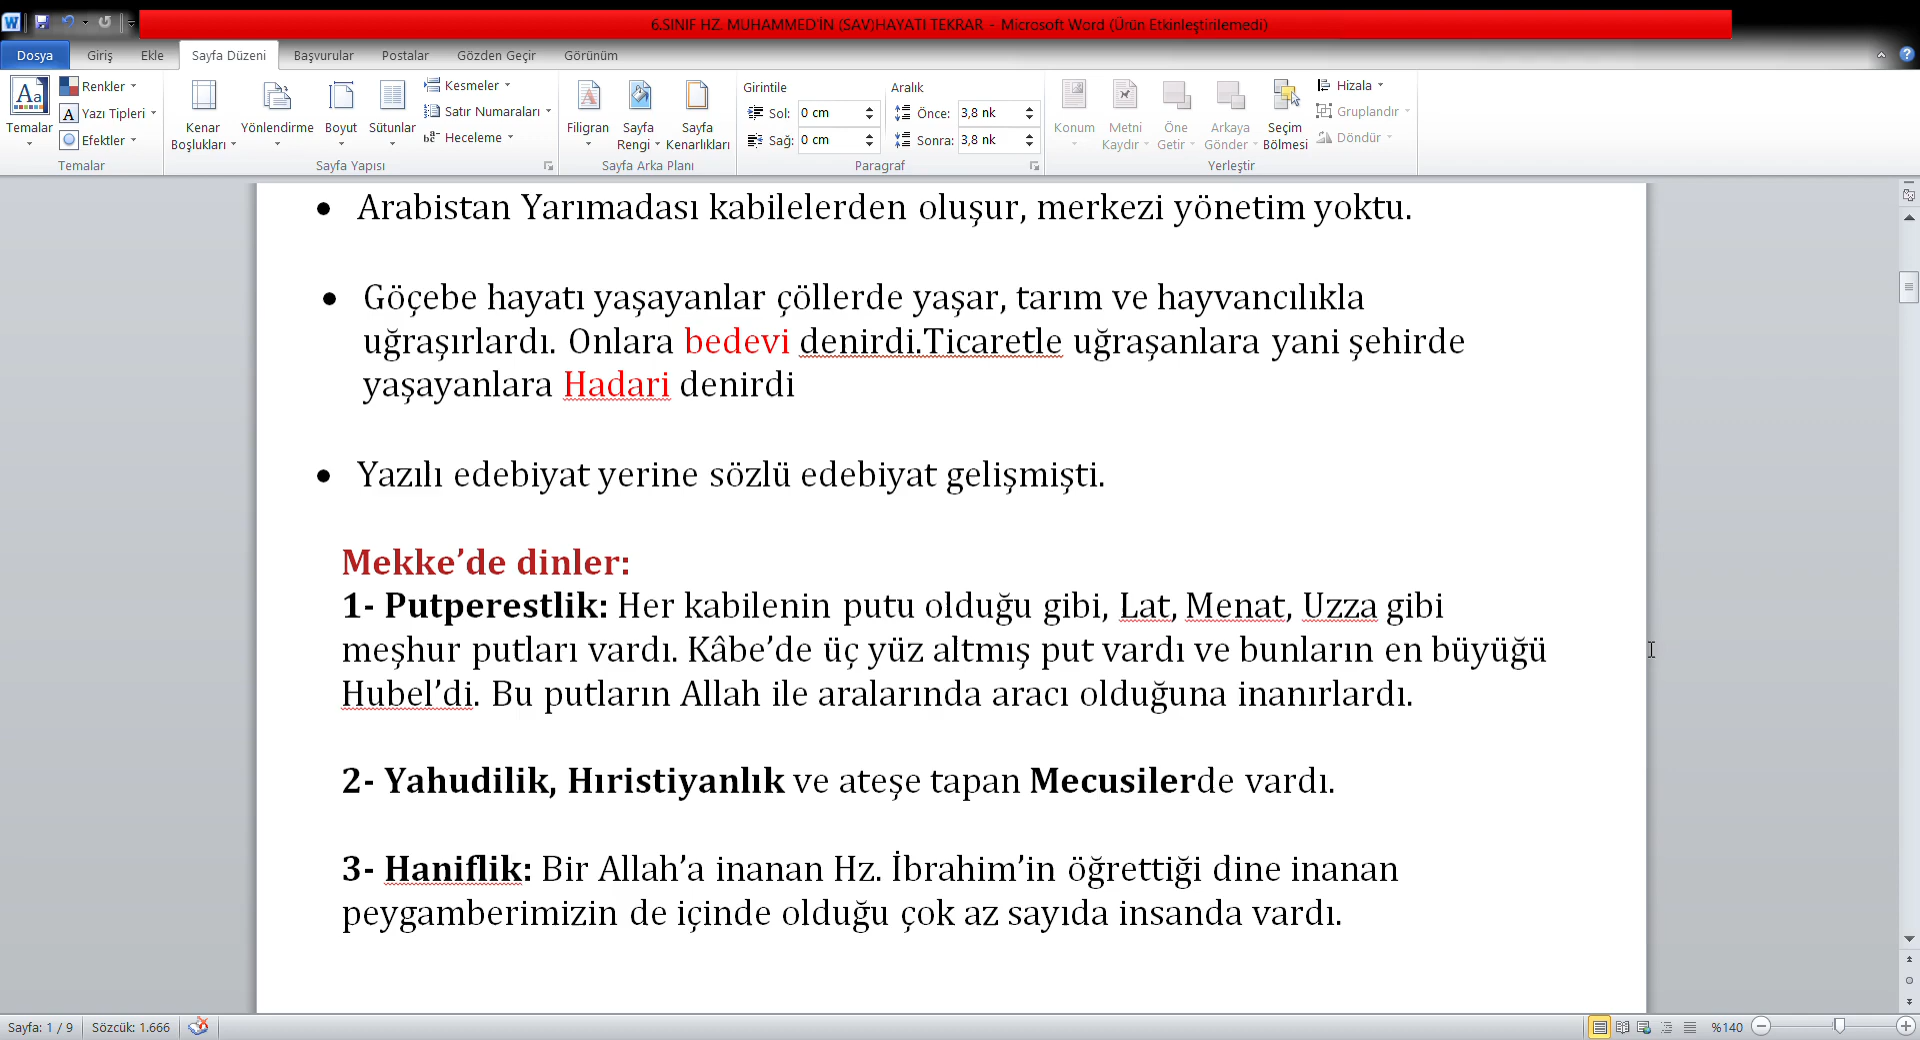 6.SINIF HZ. MUHAMMED'İN (SAV)HAYATI TEKRAR - Microsoft Word (Ürün Etkinleştirilemedi)
Dosya Giriş Ekle Sayfa Düzeni Başvurular Postalar Gözden Geçir Görünüm
Temalar
Renkler
Yazı Tipleri
Efektler
Temalar
Kenar Boşlukları
Yönlendirme
Boyut
Sütunlar
Kesmeler
Satır Numaraları
Heceleme
Sayfa Yapısı
Filigran
Sayfa Rengi
Sayfa Kenarlıkları
Sayfa Arka Planı
Girintile
Sol: 0 cm
Sağ: 0 cm
Aralık
Önce: 3,8 nk
Sonra: 3,8 nk
Paragraf
Konum
Metni Kaydır
Öne Getir
Arkaya Gönder
Seçim Bölmesi
Hizala
Gruplandır
Döndür
Yerleştir
• Arabistan Yarımadası kabilelerden oluşur, merkezi yönetim yoktu.
• Göçebe hayatı yaşayanlar çöllerde yaşar, tarım ve hayvancılıkla
uğraşırlardı. Onlara bedevi denirdi.Ticaretle uğraşanlara yani şehirde
yaşayanlara Hadari denirdi
• Yazılı edebiyat yerine sözlü edebiyat gelişmişti.
Mekke’de dinler:
1- Putperestlik: Her kabilenin putu olduğu gibi, Lat, Menat, Uzza gibi
meşhur putları vardı. Kâbe’de üç yüz altmış put vardı ve bunların en büyüğü
Hubel’di. Bu putların Allah ile aralarında aracı olduğuna inanırlardı.
2- Yahudilik, Hıristiyanlık ve ateşe tapan Mecusilerde vardı.
3- Haniflik: Bir Allah’a inanan Hz. İbrahim’in öğrettiği dine inanan
peygamberimizin de içinde olduğu çok az sayıda insanda vardı.
Sayfa: 1 / 9 Sözcük: 1.666 %140